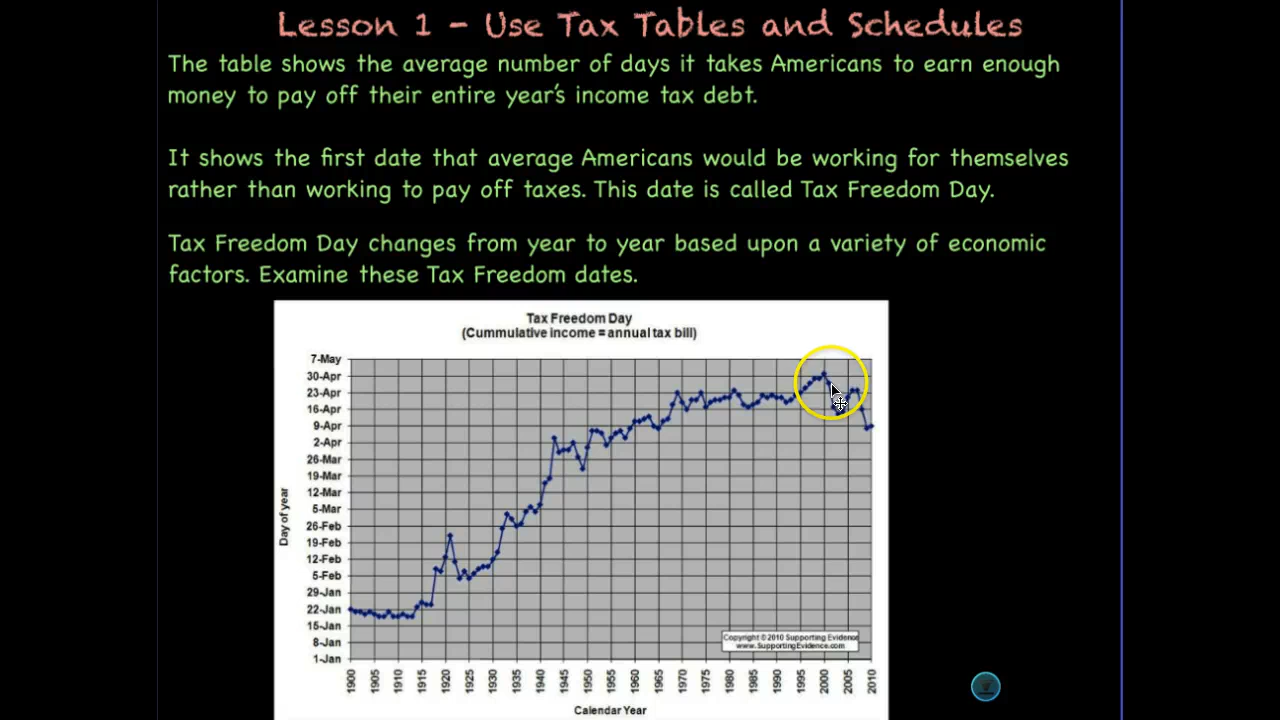 Lesson 1 - Use Tax Tables and Schedules
The table shows the average number of days it takes Americans to earn enough
money to pay off their entire year's income tax debt.
It shows the first date that average Americans would be working for themselves
rather than working to pay off taxes. This date is called Tax Freedom Day.
Tax Freedom Day changes from year to year based upon a variety of economic
factors. Examine these Tax Freedom dates.
Tax Freedom Day
(Cummulative income = annual tax bill)
7-May
30-Apr
23-Apr
16-Apr
9-Apr
2-Apr
26-Mar
19-Mar
12-Mar
5-Mar
26-Feb
19-Feb
12-Feb
5-Feb
29-Jan
22-Jan
15-Jan
8-Jan
1-Jan
Day of year
Copyright © 2010 Supporting Evidence
www.SupportingEvidence.com
1900 1905 1910 1915 1920 1925 1930 1935 1940 1945 1950 1955 1960 1965 1970 1975 1980 1985 1990 1995 2000 2005 2010
Calendar Year